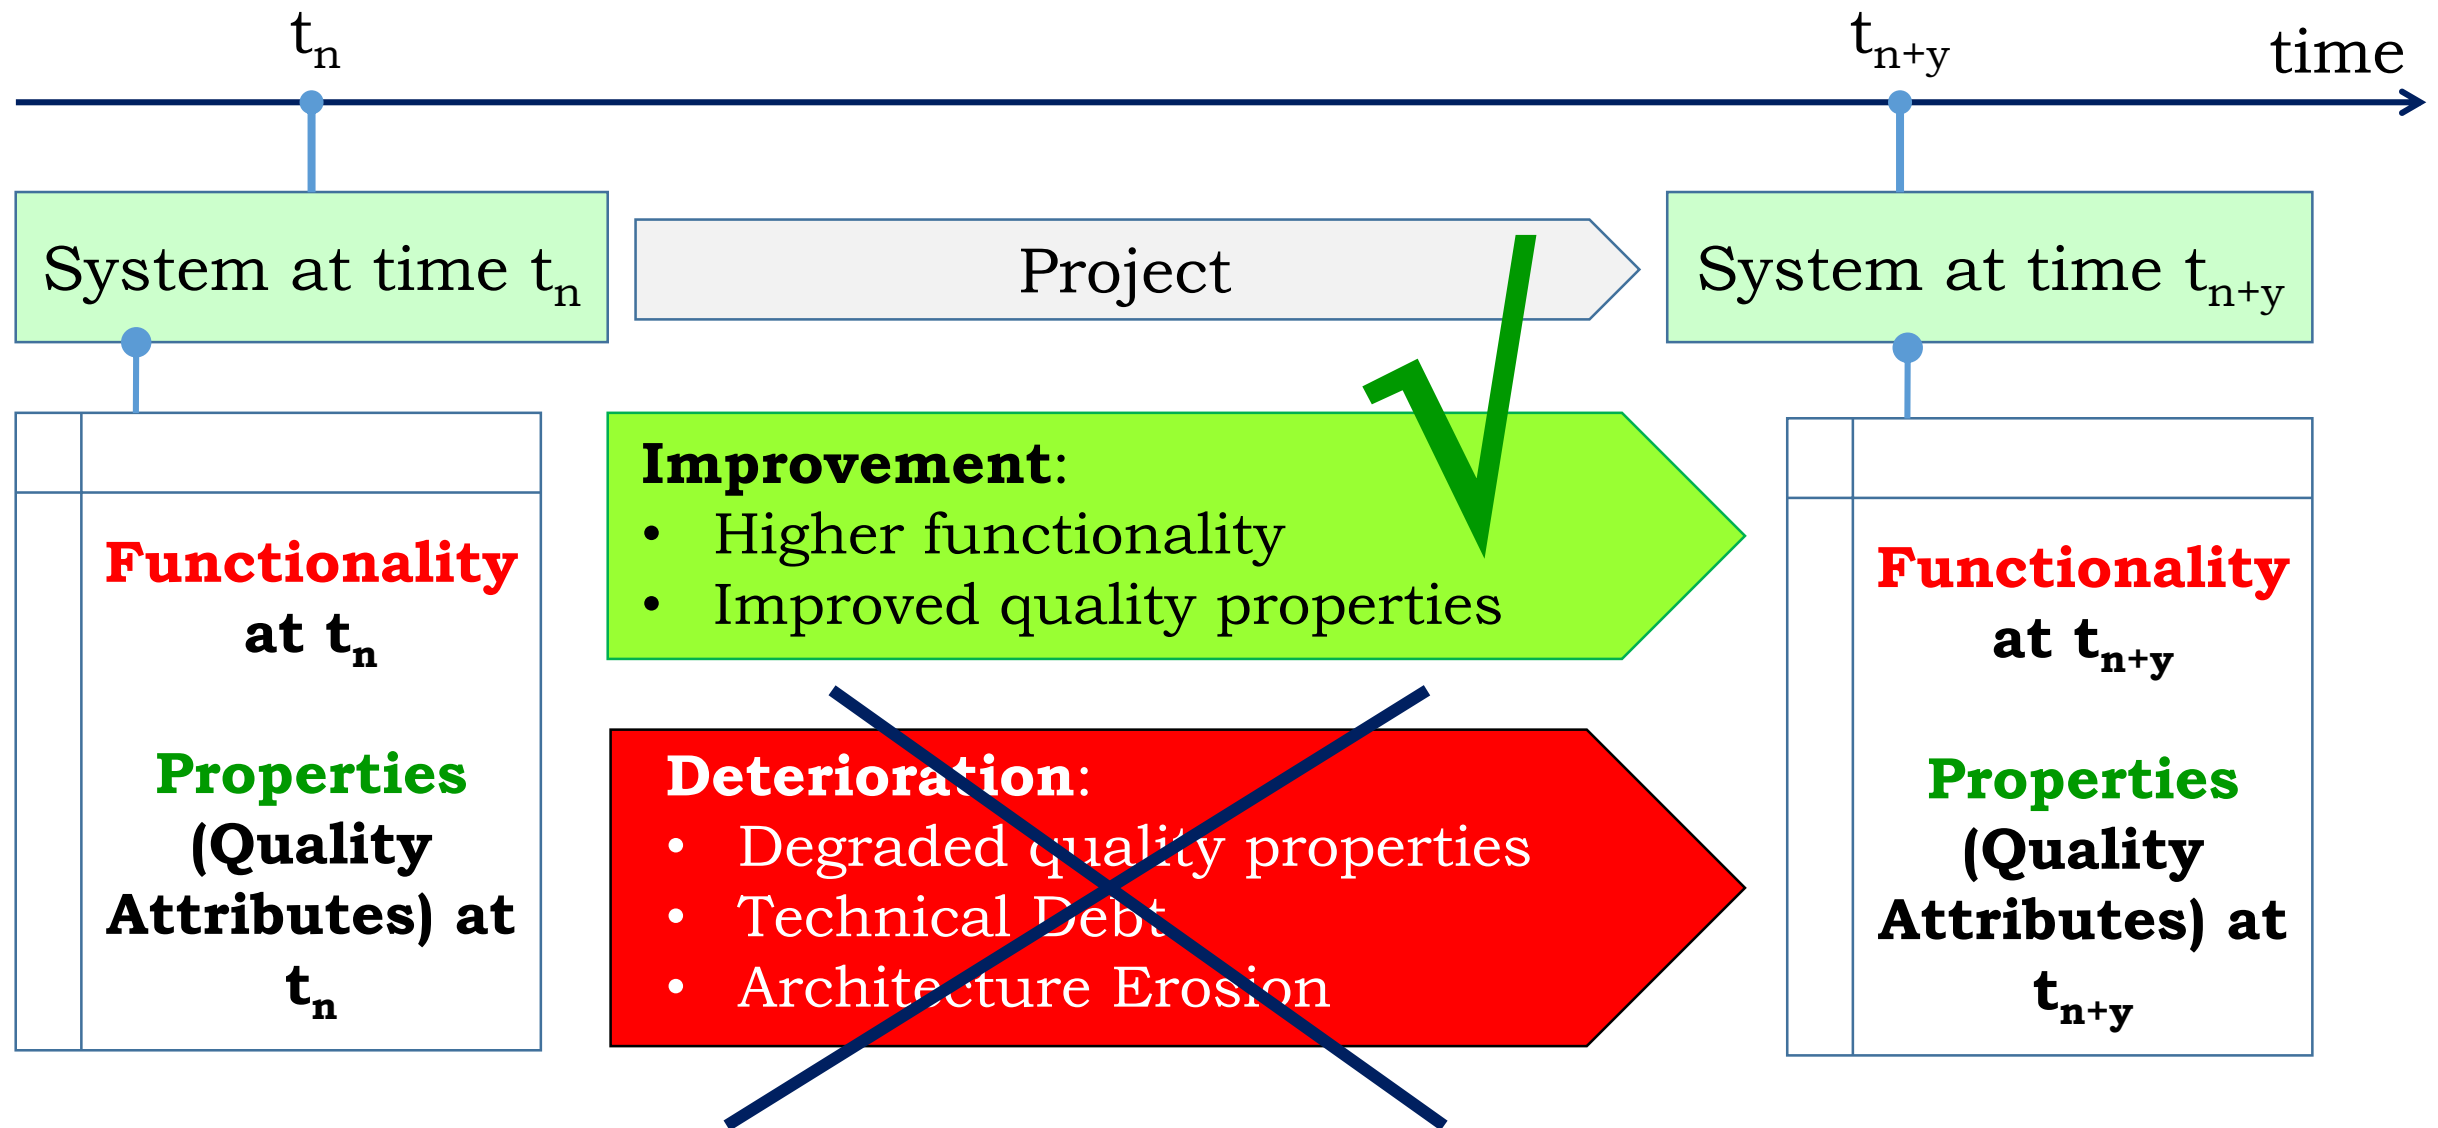 tₙ
tₙ₊y
time
System at time tₙ
Project
System at time tₙ₊y
Functionality
at tₙ
Properties
(Quality
Attributes) at
tₙ
Improvement:
• Higher functionality
• Improved quality properties
Deterioration:
• Degraded quality properties
• Technical Debt
• Architecture Erosion
Functionality
at tₙ₊y
Properties
(Quality
Attributes) at
tₙ₊y